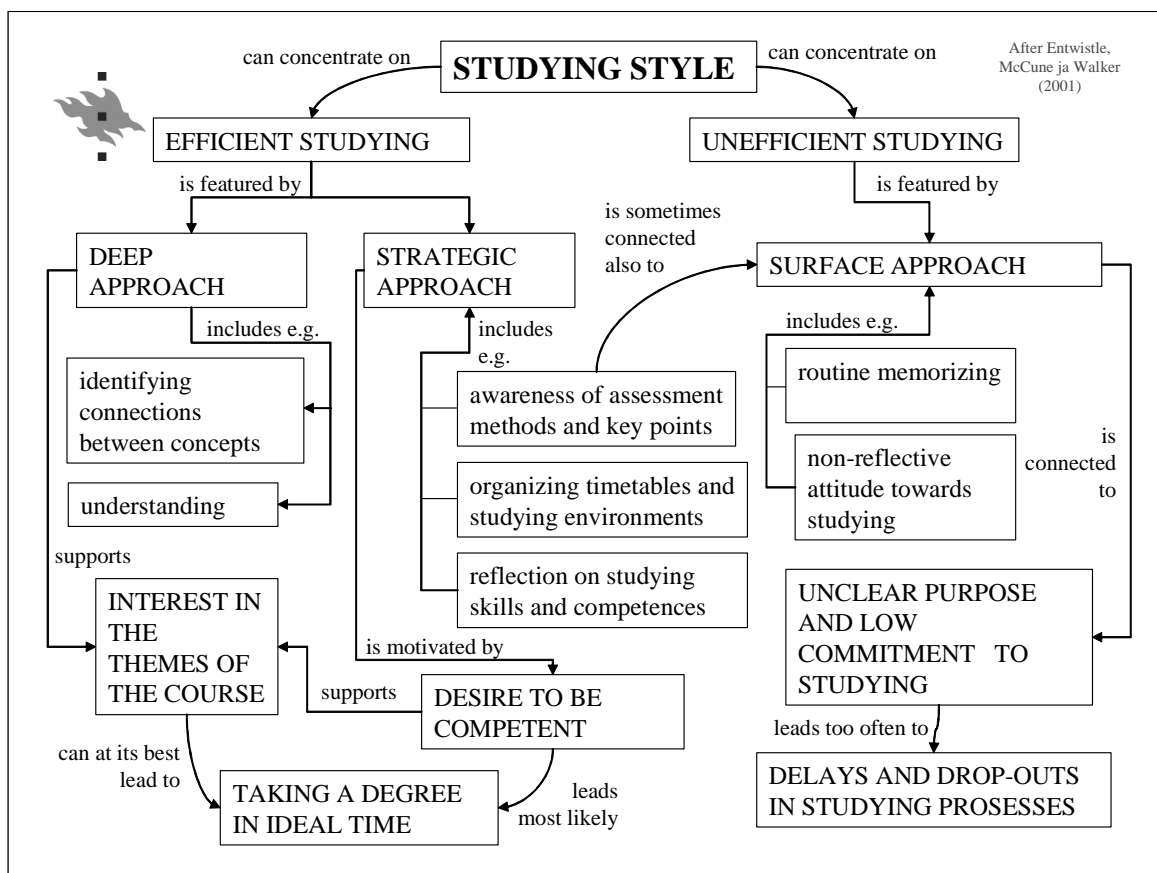 can concentrate on
STUDYING STYLE
can concentrate on
After Entwistle,
McCune ja Walker
(2001)
EFFICIENT STUDYING
UNEFFICIENT STUDYING
is featured by
is featured by
DEEP
APPROACH
STRATEGIC
APPROACH
is sometimes
connected
also to
SURFACE APPROACH
includes e.g.
includes
e.g.
includes e.g.
identifying
connections
between concepts
understanding
awareness of assessment
methods and key points
organizing timetables and
studying environments
reflection on studying
skills and competences
routine memorizing
non-reflective
attitude towards
studying
is
connected
to
supports
INTEREST IN
THE
THEMES OF
THE COURSE
is motivated by
supports
DESIRE TO BE
COMPETENT
UNCLEAR PURPOSE
AND LOW
COMMITMENT TO
STUDYING
can at its best
lead to
leads
most likely
leads too often to
TAKING A DEGREE
IN IDEAL TIME
DELAYS AND DROP-OUTS
IN STUDYING PROSESSES